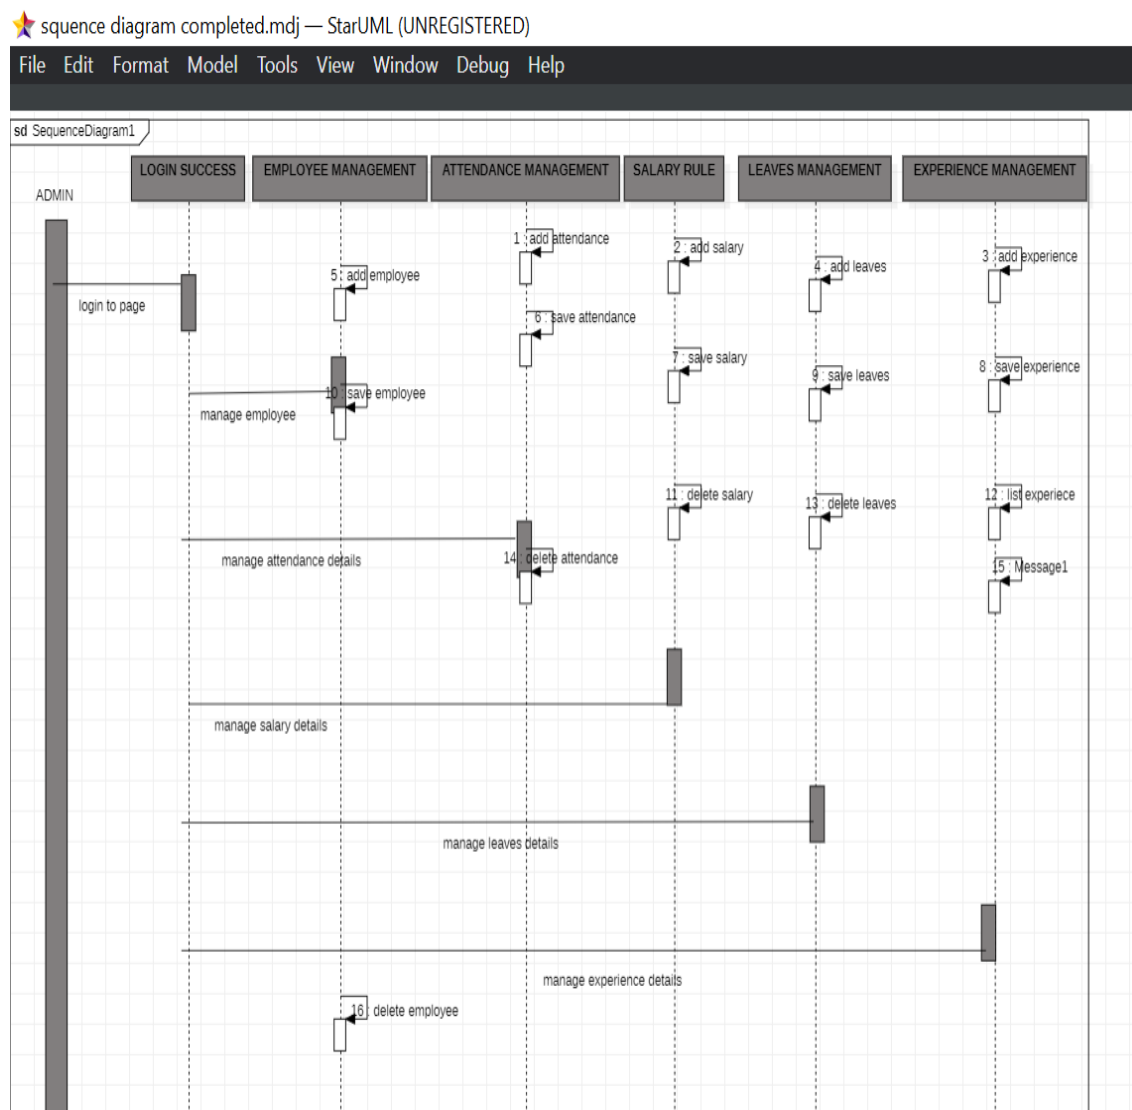 squence diagram completed.mdj — StarUML (UNREGISTERED)
File Edit Format Model Tools View Window Debug Help
sd SequenceDiagram1
ADMIN
LOGIN SUCCESS
EMPLOYEE MANAGEMENT
ATTENDANCE MANAGEMENT
SALARY RULE
LEAVES MANAGEMENT
EXPERIENCE MANAGEMENT
1 : add attendance
2 : add salary
3 : add experience
4 : add leaves
5 : add employee
login to page
6 : save attendance
7 : save salary
8 : save experience
9 : save leaves
10 : save employee
manage employee
11 : delete salary
12 : list experiece
13 : delete leaves
manage attendance details
14 : delete attendance
15 : Message1
manage salary details
manage leaves details
manage experience details
16 : delete employee